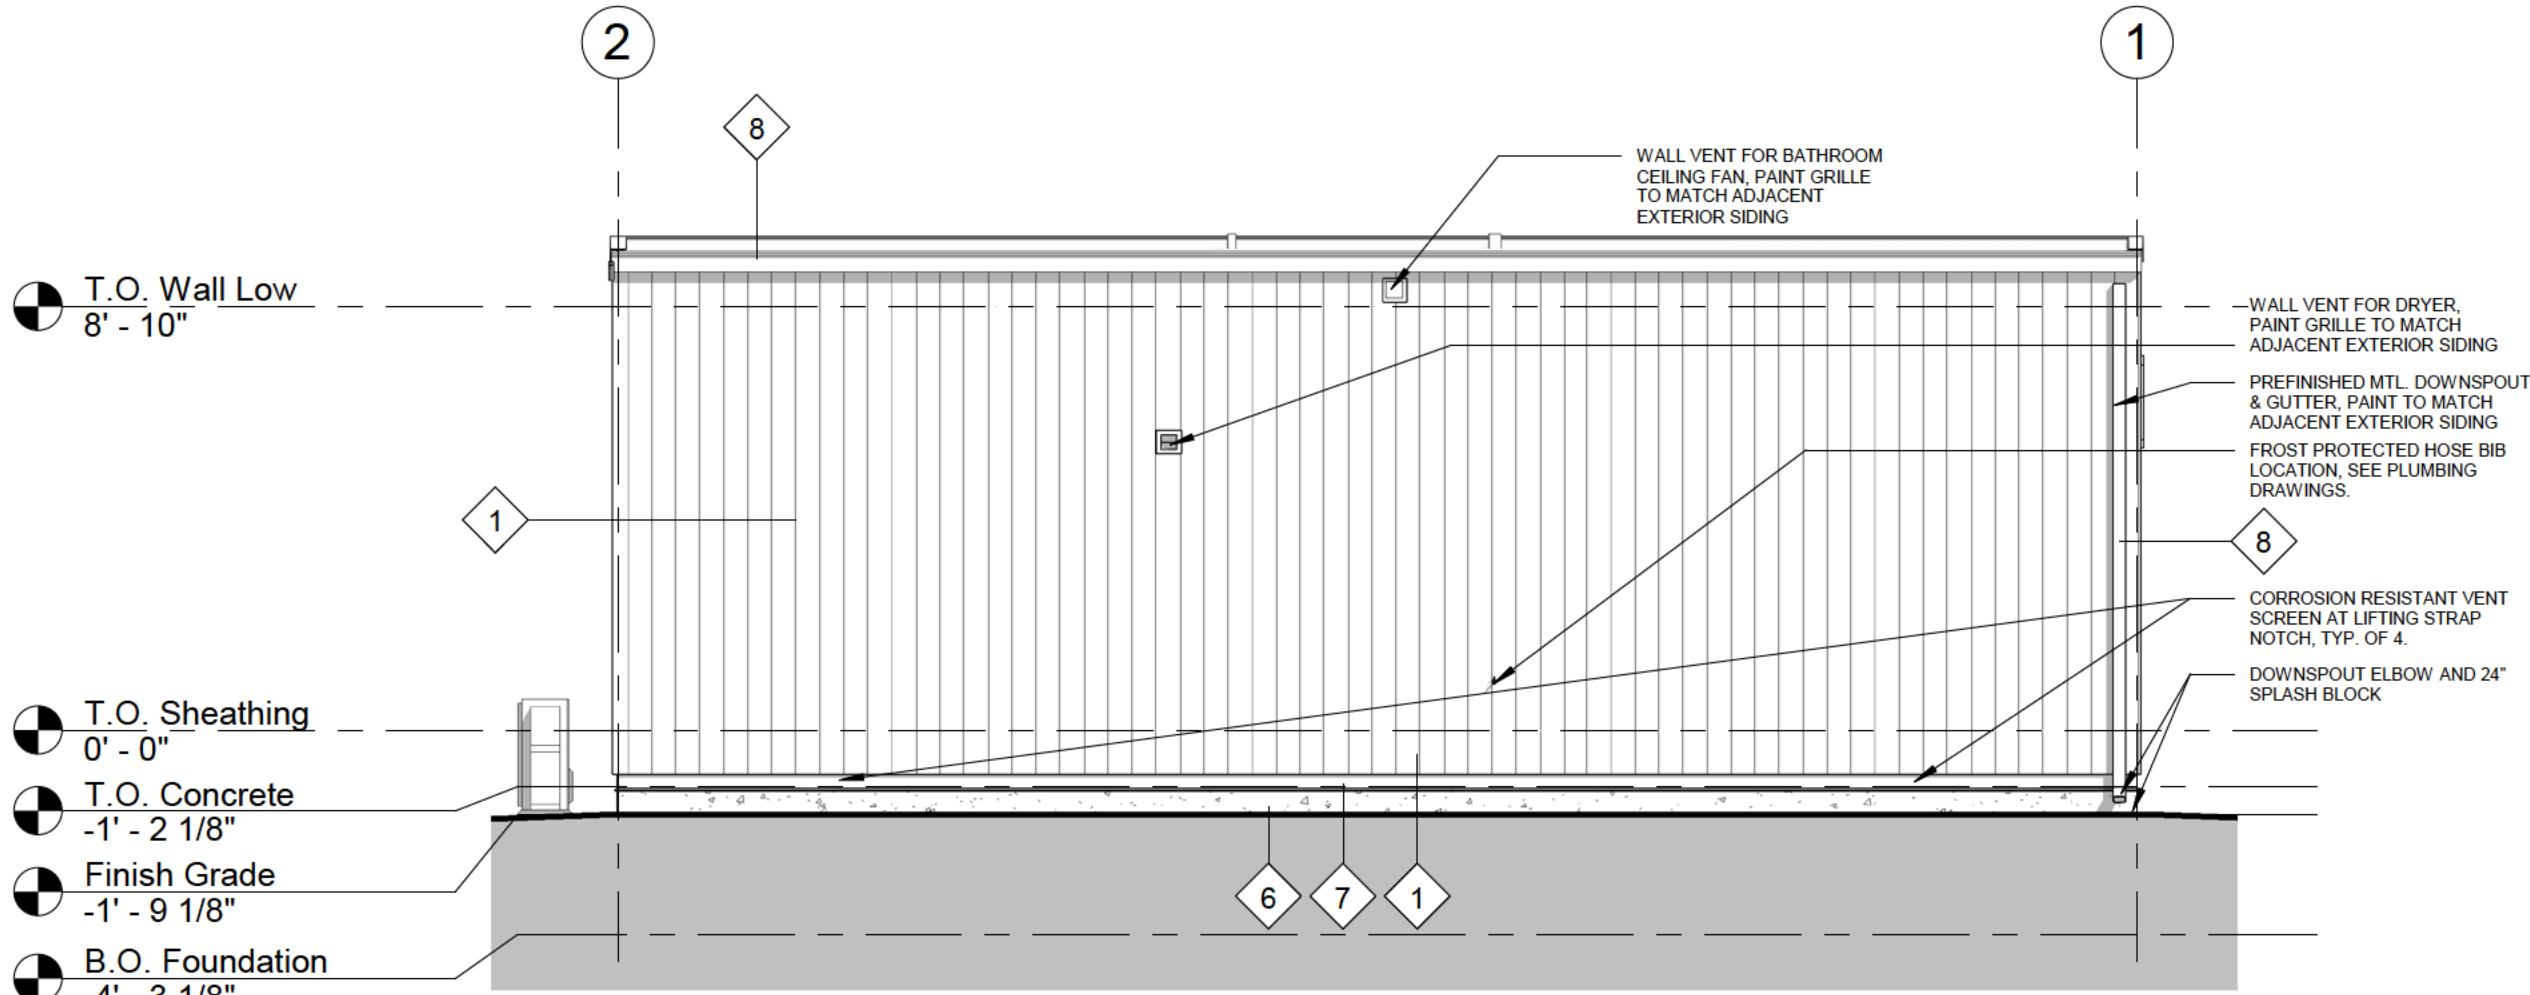 2
1
8
WALL VENT FOR BATHROOM
CEILING FAN, PAINT GRILLE
TO MATCH ADJACENT
EXTERIOR SIDING
T.O. Wall Low
8' - 10"
WALL VENT FOR DRYER,
PAINT GRILLE TO MATCH
ADJACENT EXTERIOR SIDING
PREFINISHED MTL. DOWNSPOUT
& GUTTER, PAINT TO MATCH
ADJACENT EXTERIOR SIDING
FROST PROTECTED HOSE BIB
LOCATION, SEE PLUMBING
DRAWINGS.
1
8
CORROSION RESISTANT VENT
SCREEN AT LIFTING STRAP
NOTCH, TYP. OF 4.
DOWNSPOUT ELBOW AND 24"
SPLASH BLOCK
T.O. Sheathing
0' - 0"
T.O. Concrete
-1' - 2 1/8"
Finish Grade
-1' - 9 1/8"
6
7
1
B.O. Foundation
-4' - 3 1/8"